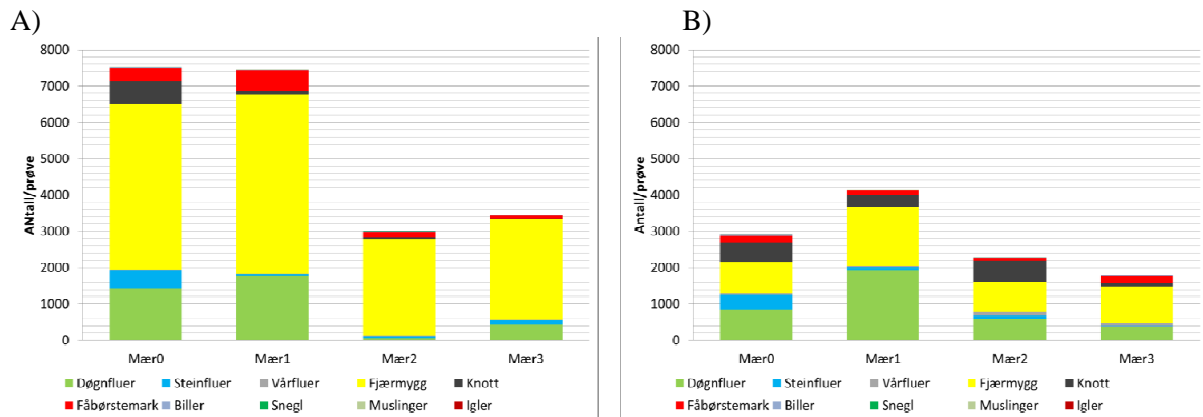 A)
B)
8000
7000
6000
5000
4000
3000
2000
1000
0
ANtall/prøve
Mær0 Mær1 Mær2 Mær3
Døgnfluer Steinfluer Vårfluer Fjærmygg Knott
Fåbørstemark Biller Snegl Muslinger Igler
8000
7000
6000
5000
4000
3000
2000
1000
0
Antall/prøve
Mær0 Mær1 Mær2 Mær3
Døgnfluer Steinfluer Vårfluer Fjærmygg Knott
Fåbørstemark Biller Snegl Muslinger Igler